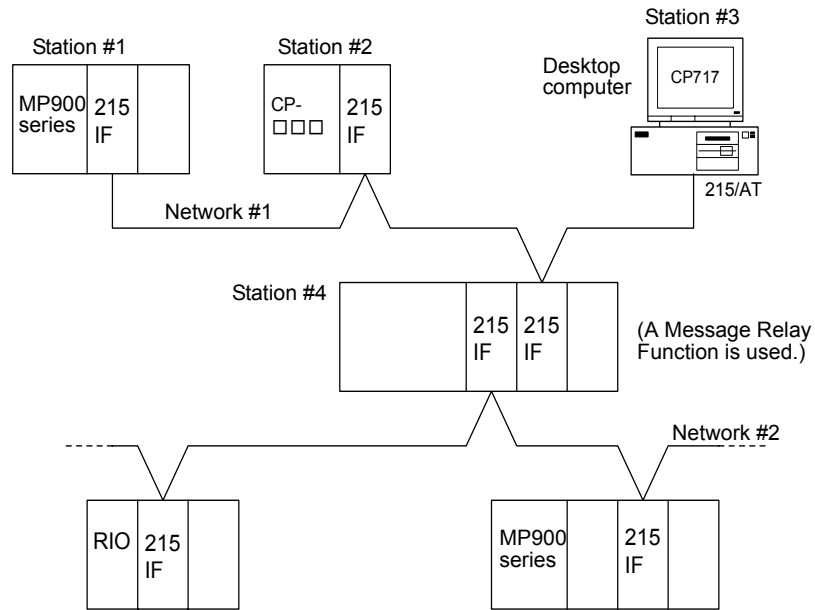 Station #1
Station #2
Station #3
MP900
series
215
IF
CP-
□□□
215
IF
Desktop
computer
CP717
215/AT
Network #1
Station #4
215
IF
215
IF
(A Message Relay
Function is used.)
Network #2
RIO
215
IF
MP900
series
215
IF